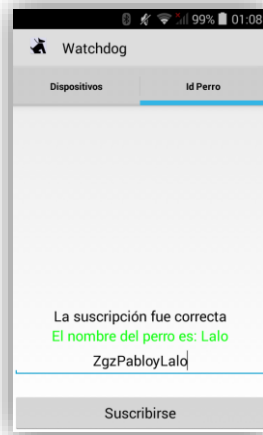 99% 01:08
Watchdog
Dispositivos Id Perro
La suscripción fue correcta
El nombre del perro es: Lalo
ZgzPabloyLalo
Suscribirse